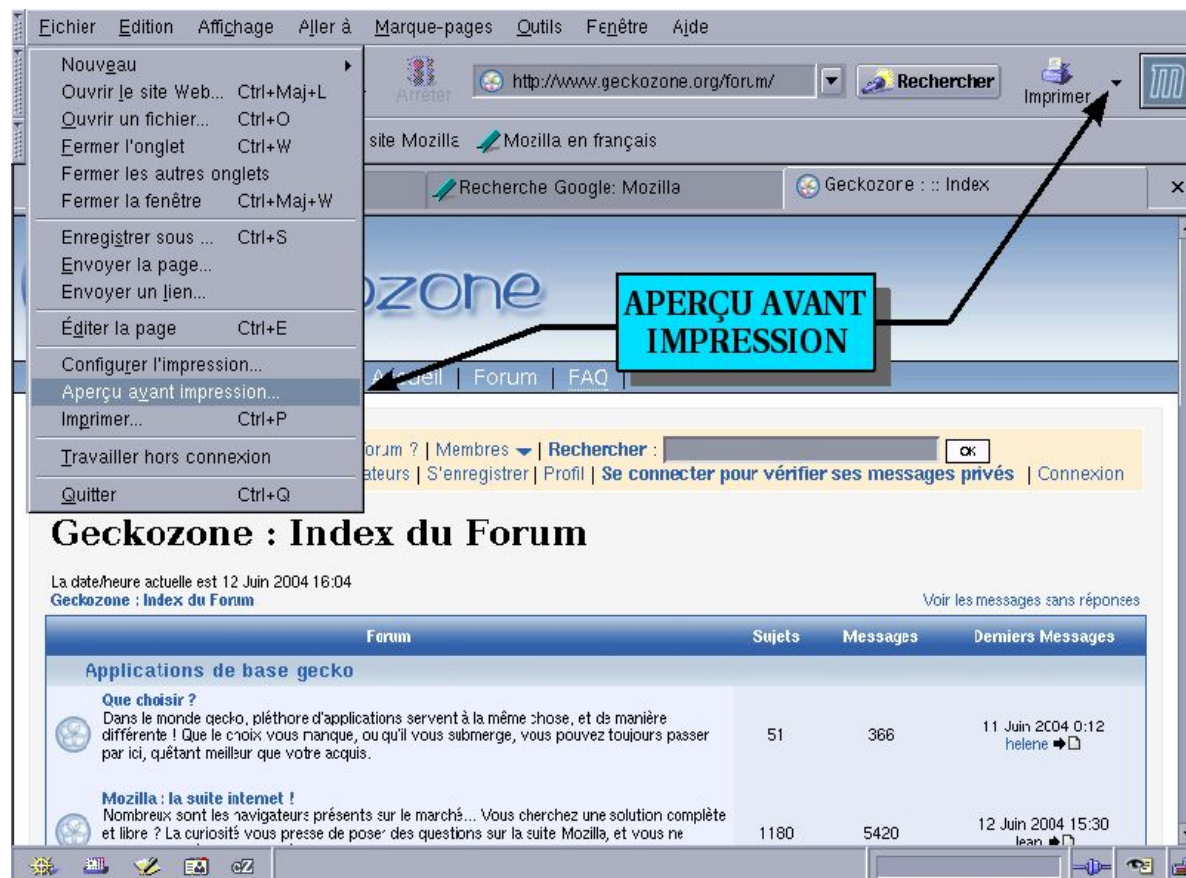 Fichier Edition Affichage Aller à Marque-pages Outils Fenêtre Aide
Nouveau
Ouvrir le site Web... Ctrl+Maj+L
Ouvrir un fichier... Ctrl+O
Fermer l'onglet Ctrl+W
Fermer les autres onglets
Fermer la fenêtre Ctrl+Maj+W
Enregistrer sous ... Ctrl+S
Envoyer la page...
Envoyer un lien...
Éditer la page Ctrl+E
Configurer l'impression...
Aperçu avant impression...
Imprimer... Ctrl+P
Travailler hors connexion
Quitter Ctrl+Q
Arrêter http://www.geckozone.org/forum/ Rechercher Imprimer
site Mozilla Mozilla en français
Recherche Google: Mozilla Geckozone : :: Index
ozone
APERÇU AVANT
IMPRESSION
Accueil | Forum | FAQ |
forum ? | Membres | Rechercher : OK
ateurs | S'enregistrer | Profil | Se connecter pour vérifier ses messages privés | Connexion
Geckozone : Index du Forum
La date/heure actuelle est 12 Juin 2004 16:04
Geckozone : Index du Forum Voir les messages sans réponses
Forum Sujets Messages Derniers Messages
Applications de base gecko
Que choisir ?
Dans le monde gecko, pléthore d'applications servent à la même chose, et de manière
différente ! Que le choix vous manque, ou qu'il vous submerge, vous pouvez toujours passer
par ici, quêtant meilleur que votre acquis.
51 366 11 Juin 2004 0:12
helene
Mozilla : la suite internet !
Nombreux sont les navigateurs présents sur le marché... Vous cherchez une solution complète
et libre ? La curiosité vous presse de poser des questions sur la suite Mozilla, et vous ne
1180 5420 12 Juin 2004 15:30
Jean